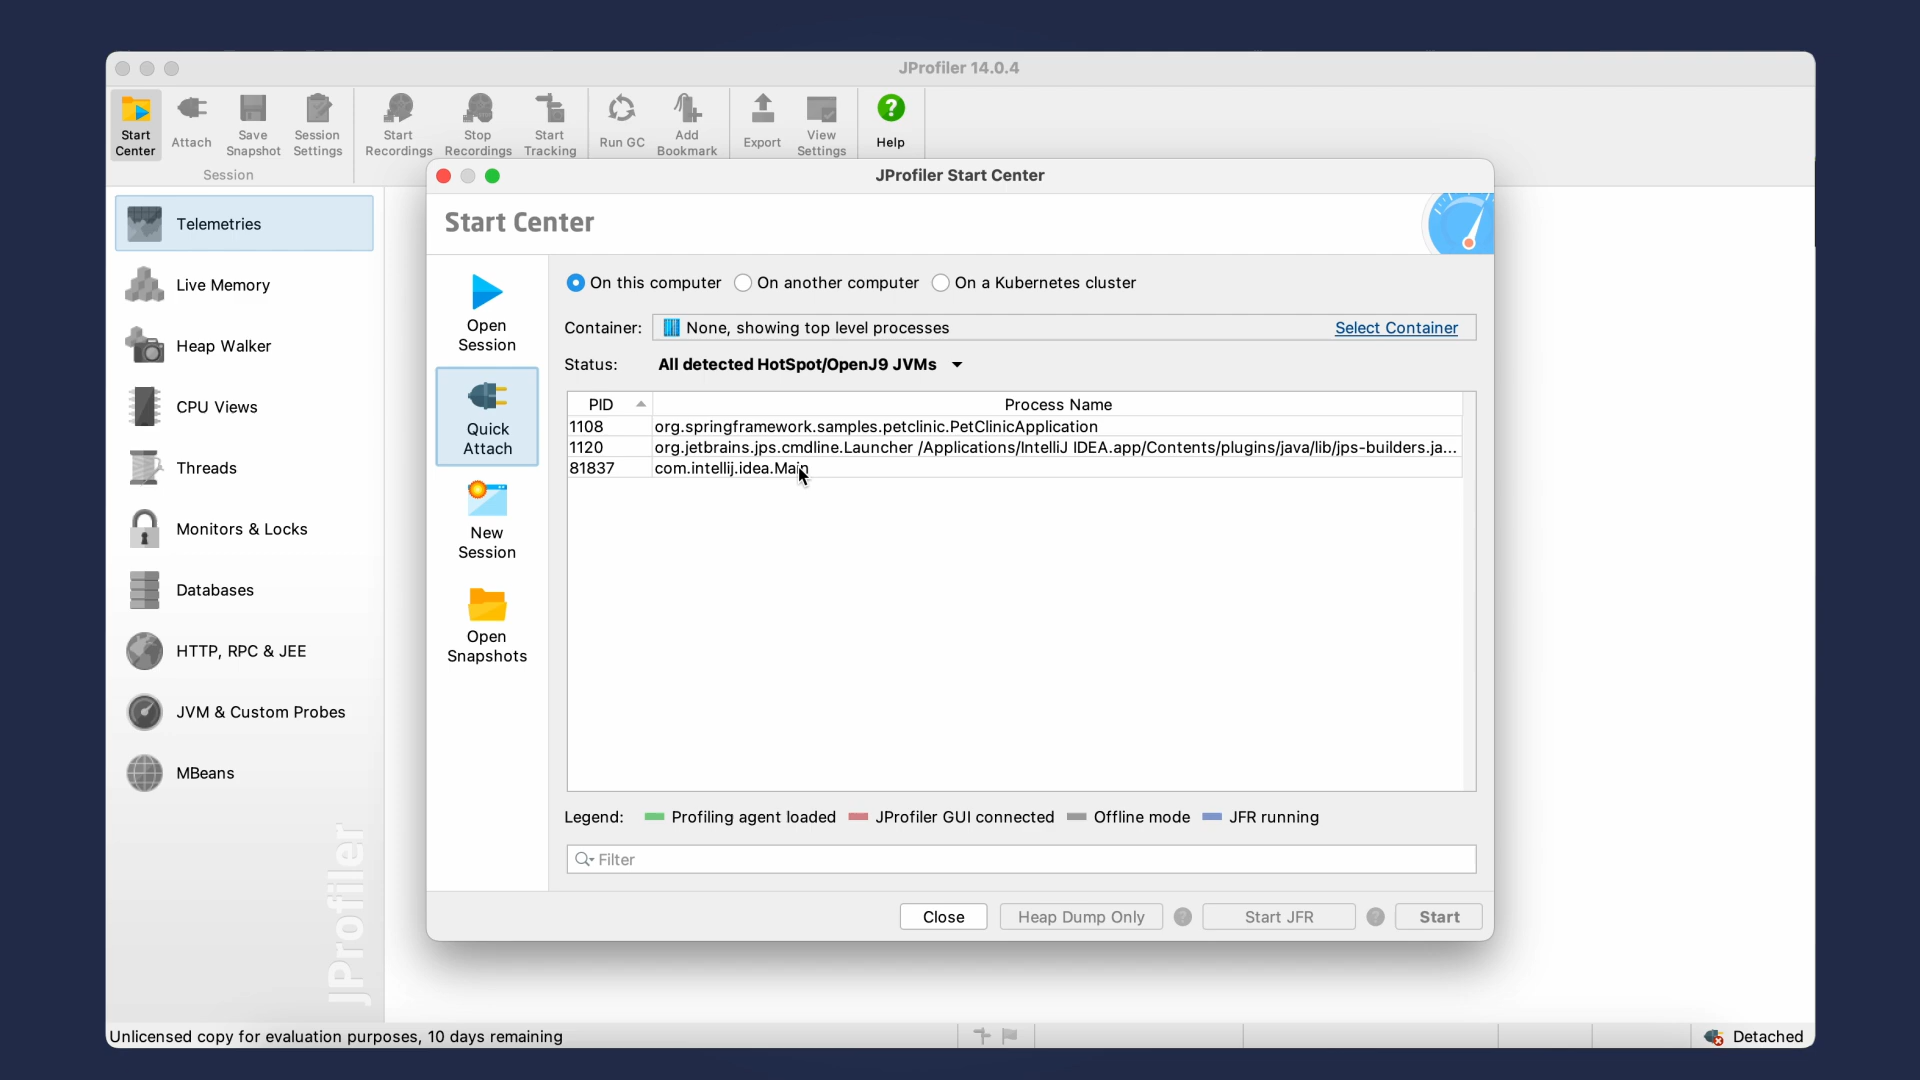 JProfiler 14.0.4
Start
Center
Attach
Save
Snapshot
Session
Settings
Start
Recordings
Stop
Recordings
Start
Tracking
Run GC
Add
Bookmark
Export
View
Settings
Help
Session
JProfiler Start Center
Start Center
Telemetries
Live Memory
Heap Walker
CPU Views
Threads
Monitors & Locks
Databases
HTTP, RPC & JEE
JVM & Custom Probes
MBeans
JProfiler
Open
Session
Quick
Attach
New
Session
Open
Snapshots
On this computer On another computer On a Kubernetes cluster
Container: None, showing top level processes Select Container
Status: All detected HotSpot/OpenJ9 JVMs
PID Process Name
1108 org.springframework.samples.petclinic.PetClinicApplication
1120 org.jetbrains.jps.cmdline.Launcher /Applications/IntelliJ IDEA.app/Contents/plugins/java/lib/jps-builders.ja...
81837 com.intellij.idea.Main
Legend: Profiling agent loaded JProfiler GUI connected Offline mode JFR running
Filter
Close Heap Dump Only ? Start JFR ? Start
Unlicensed copy for evaluation purposes, 10 days remaining
Detached